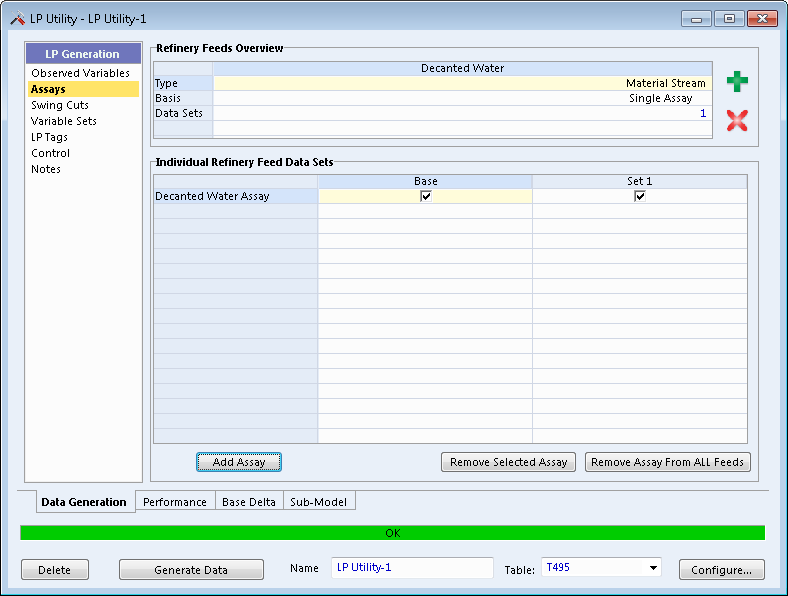 LP Utility - LP Utility-1
LP Generation
Observed Variables
Assays
Swing Cuts
Variable Sets
LP Tags
Control
Notes
Refinery Feeds Overview
Decanted Water
Type Material Stream
Basis Single Assay
Data Sets 1
Individual Refinery Feed Data Sets
Base Set 1
Decanted Water Assay
Add Assay Remove Selected Assay Remove Assay From ALL Feeds
Data Generation Performance Base Delta Sub-Model
OK
Delete Generate Data Name LP Utility-1 Table: T495 Configure...